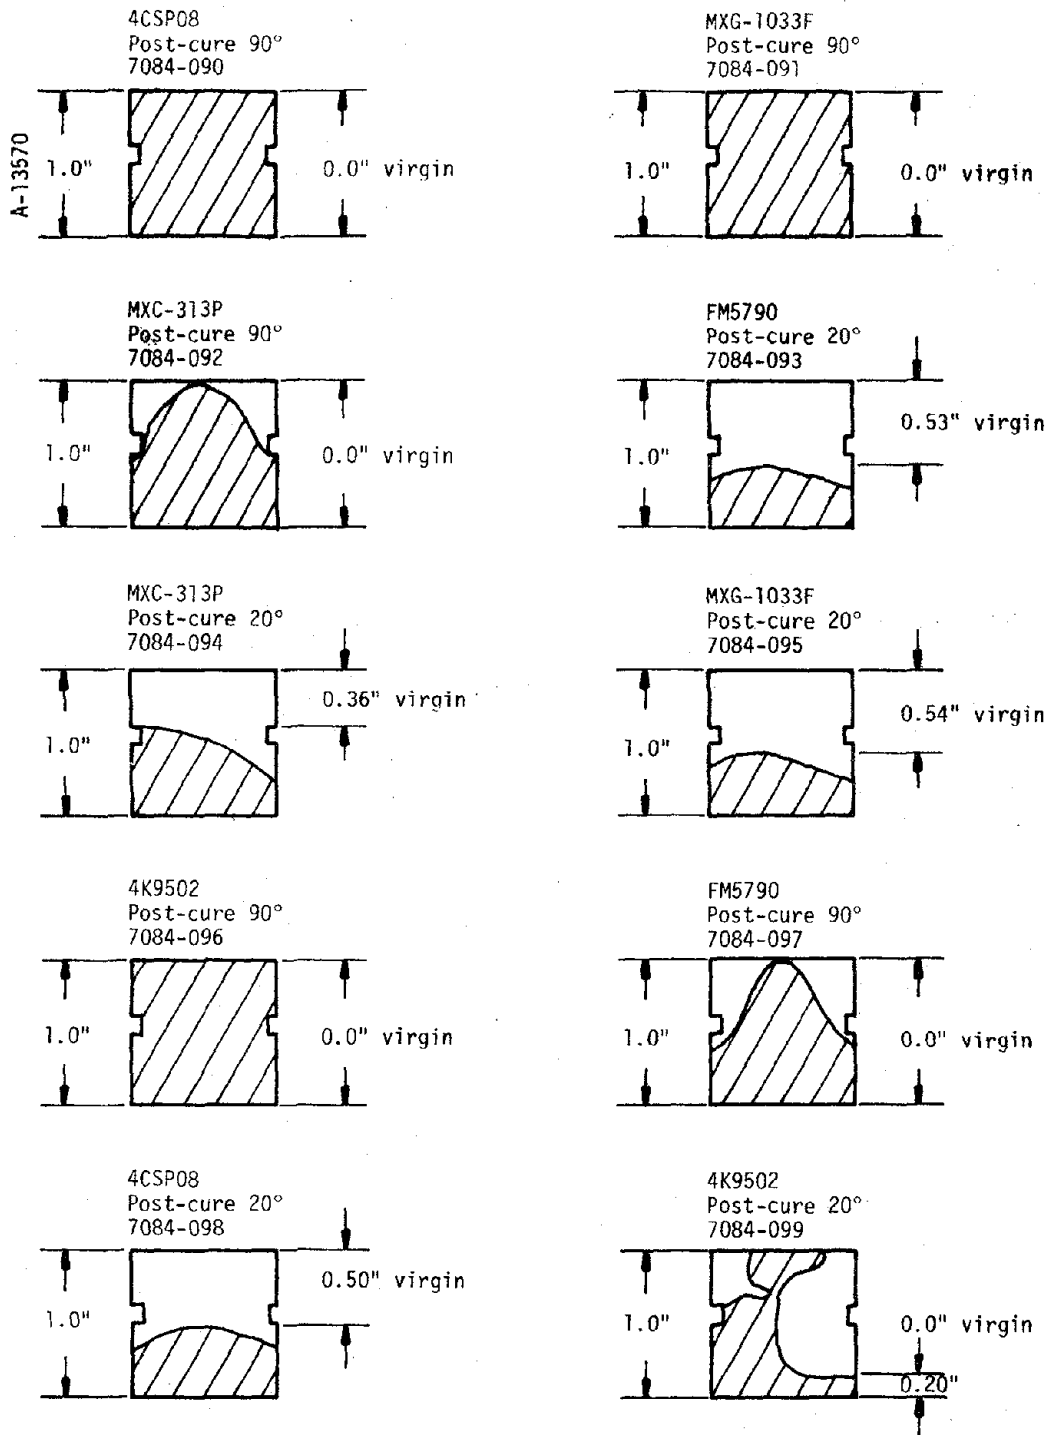 A-13570
4CSP08
Post-cure 90°
7084-090
1.0"
0.0" virgin
MXG-1033F
Post-cure 90°
7084-091
1.0"
0.0" virgin
MXC-313P
Post-cure 90°
7084-092
1.0"
0.0" virgin
FM5790
Post-cure 20°
7084-093
1.0"
0.53" virgin
MXC-313P
Post-cure 20°
7084-094
1.0"
0.36" virgin
MXG-1033F
Post-cure 20°
7084-095
1.0"
0.54" virgin
4K9502
Post-cure 90°
7084-096
1.0"
0.0" virgin
FM5790
Post-cure 90°
7084-097
1.0"
0.0" virgin
4CSP08
Post-cure 20°
7084-098
1.0"
0.50" virgin
4K9502
Post-cure 20°
7084-099
1.0"
0.0" virgin
0.20"